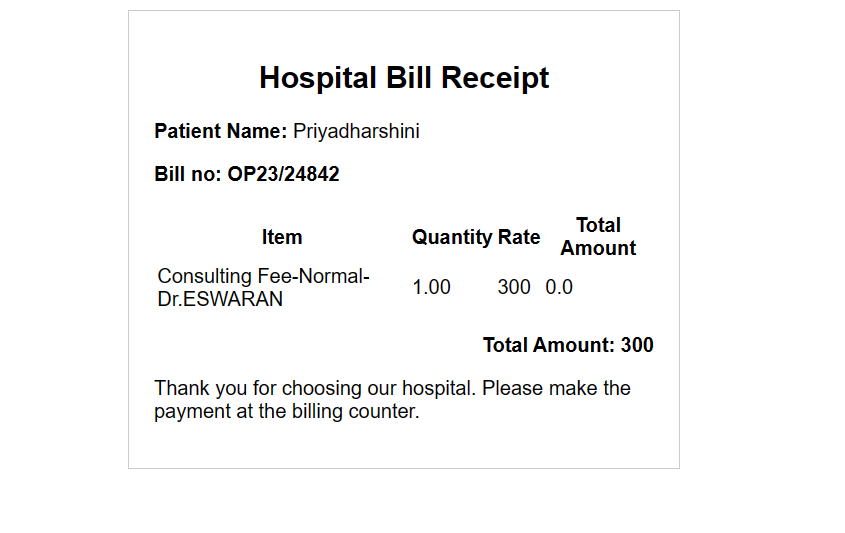 Hospital Bill Receipt
Patient Name: Priyadharshini
Bill no: OP23/24842
Item Quantity Rate Total Amount
Consulting Fee-Normal-
Dr.ESWARAN 1.00 300 0.0
Total Amount: 300
Thank you for choosing our hospital. Please make the
payment at the billing counter.